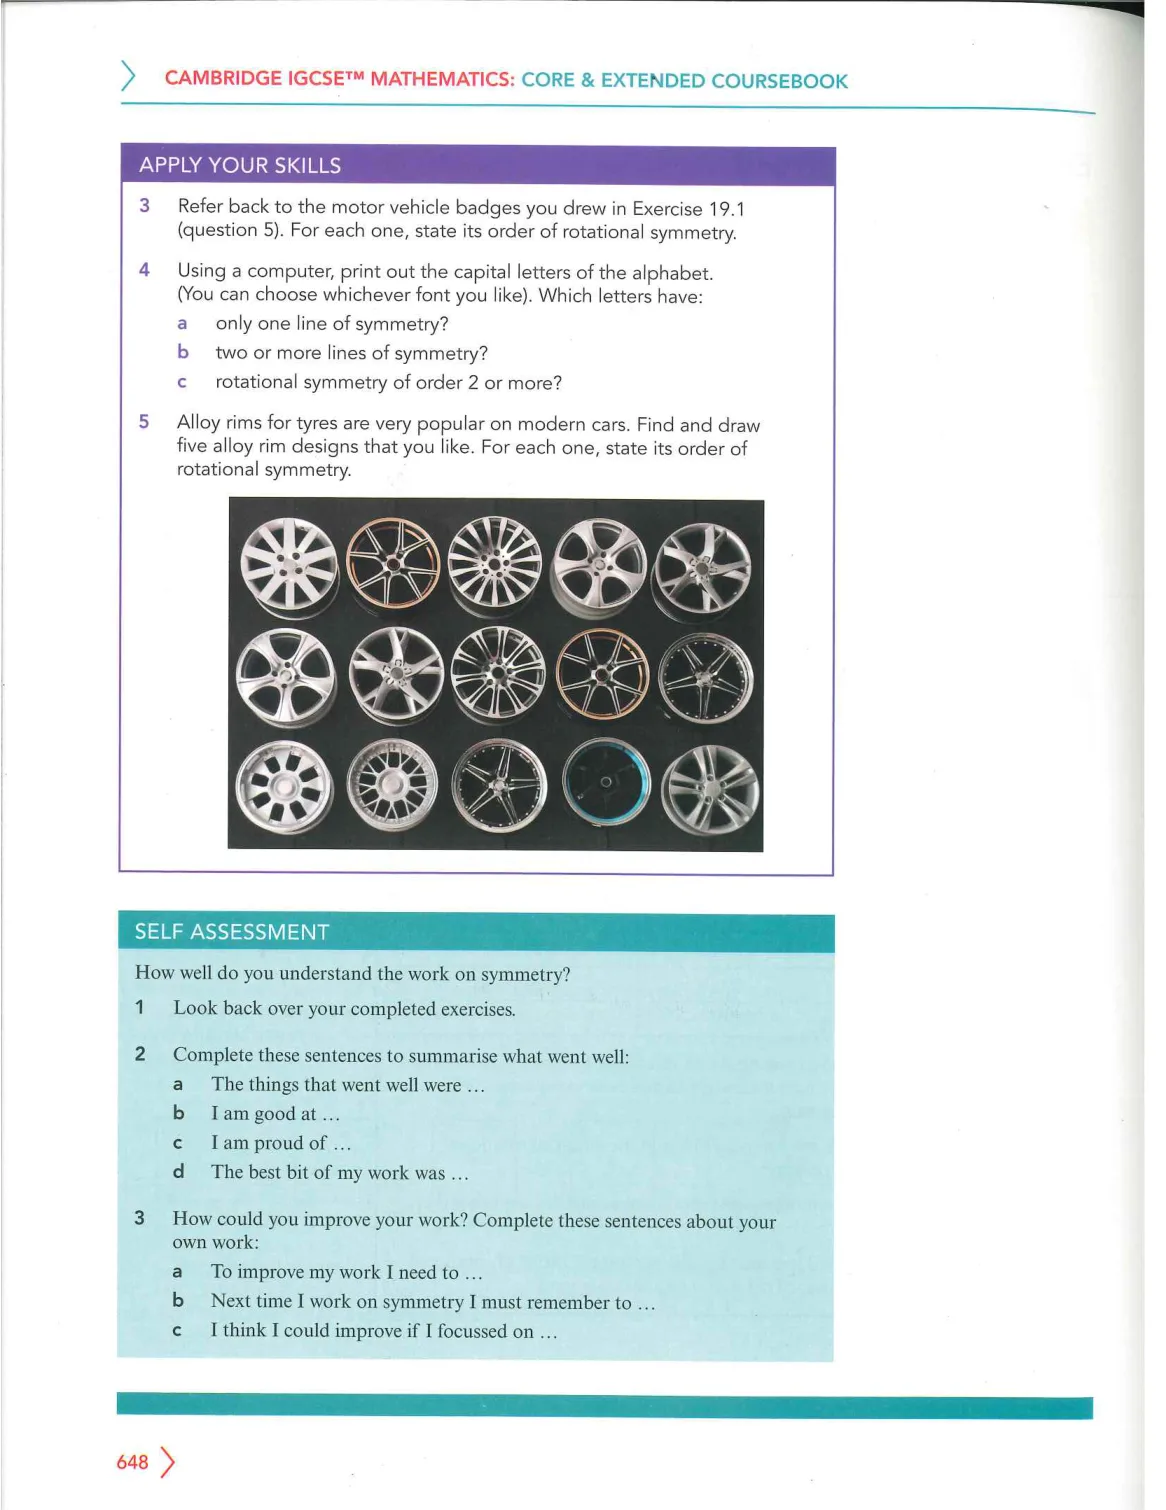 CAMBRIDGE IGCSE™ MATHEMATICS: CORE & EXTENDED COURSEBOOK
APPLY YOUR SKILLS
3 Refer back to the motor vehicle badges you drew in Exercise 19.1
(question 5). For each one, state its order of rotational symmetry.
4 Using a computer, print out the capital letters of the alphabet.
(You can choose whichever font you like). Which letters have:
a only one line of symmetry?
b two or more lines of symmetry?
c rotational symmetry of order 2 or more?
5 Alloy rims for tyres are very popular on modern cars. Find and draw
five alloy rim designs that you like. For each one, state its order of
rotational symmetry.
SELF ASSESSMENT
How well do you understand the work on symmetry?
1 Look back over your completed exercises.
2 Complete these sentences to summarise what went well:
a The things that went well were ...
b I am good at ...
c I am proud of ...
d The best bit of my work was ...
3 How could you improve your work? Complete these sentences about your
own work:
a To improve my work I need to ...
b Next time I work on symmetry I must remember to ...
c I think I could improve if I focussed on ...
648